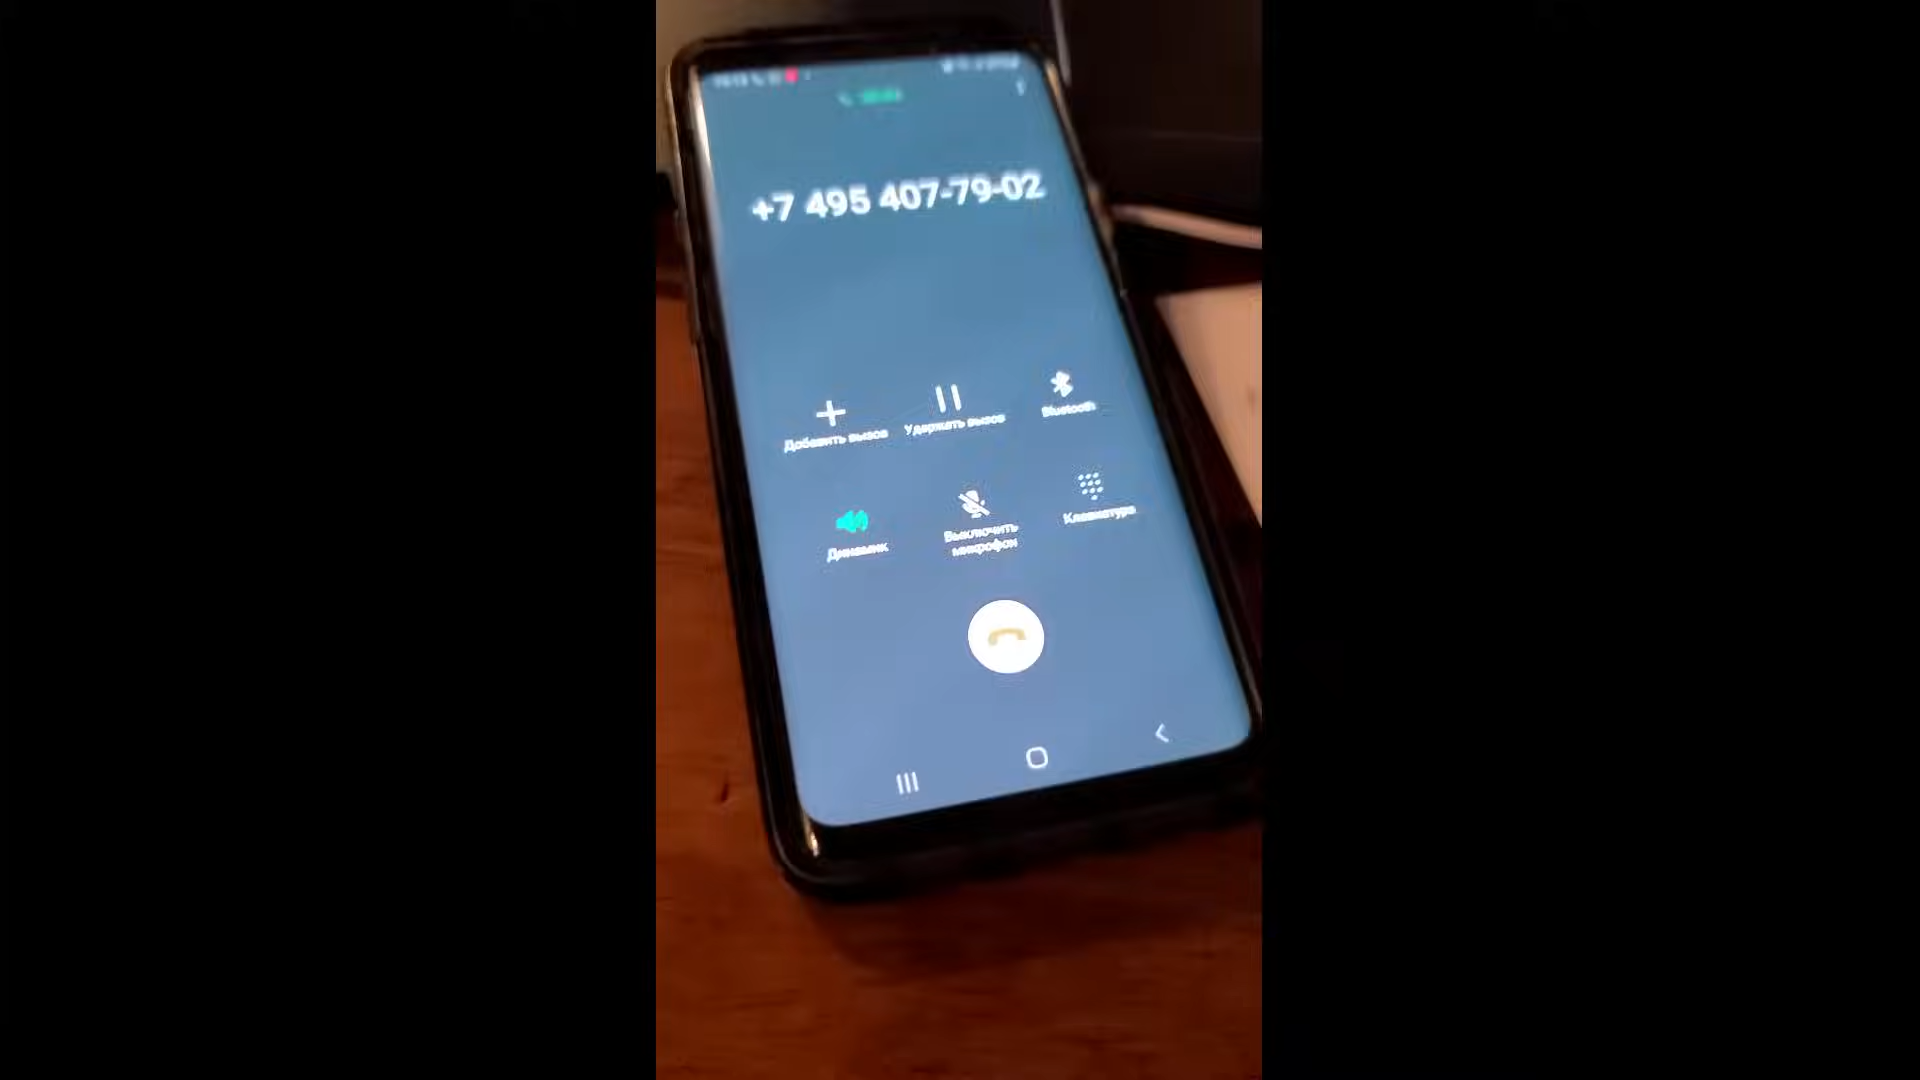 +7 495 407-79-02
Добавить вызов
Удержать вызов
Bluetooth
Динамик
Выключить
микрофон
Клавиатура